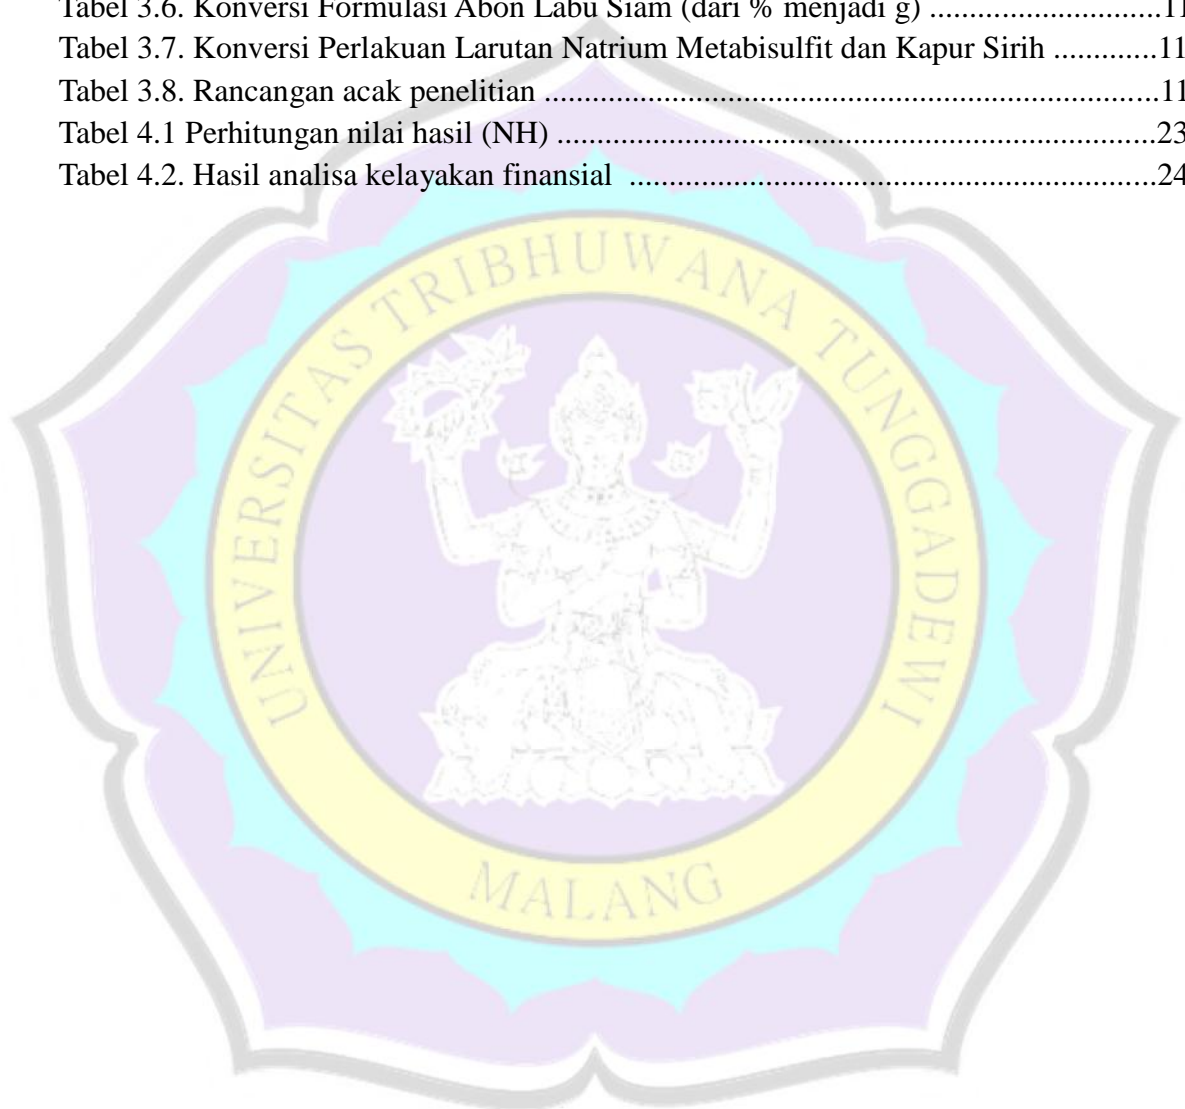 Tabel 3.6. Konversi Formulasi Abon Labu Siam (dari % menjadi g) ............................11
Tabel 3.7. Konversi Perlakuan Larutan Natrium Metabisulfit dan Kapur Sirih .............11
Tabel 3.8. Rancangan acak penelitian ...........................................................................11
Tabel 4.1 Perhitungan nilai hasil (NH) .........................................................................23
Tabel 4.2. Hasil analisa kelayakan finansial ................................................................24
UNIVERSITAS TRIBHUWANA TUNGGADEWI
MALANG